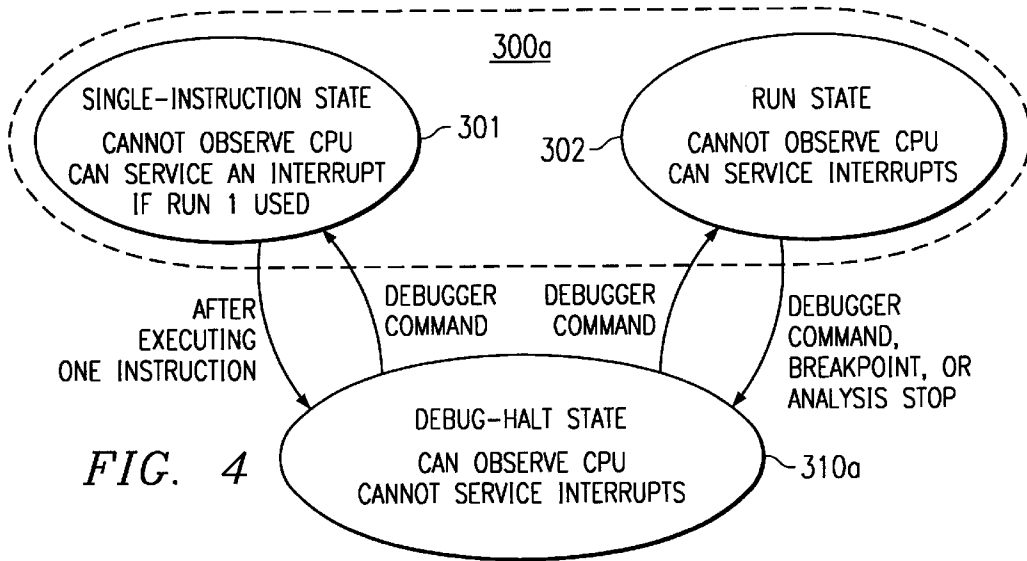 300a
SINGLE-INSTRUCTION STATE
CANNOT OBSERVE CPU
CAN SERVICE AN INTERRUPT
IF RUN 1 USED
301
302
RUN STATE
CANNOT OBSERVE CPU
CAN SERVICE INTERRUPTS
AFTER
EXECUTING
ONE INSTRUCTION
DEBUGGER
COMMAND
DEBUGGER
COMMAND
DEBUGGER
COMMAND,
BREAKPOINT, OR
ANALYSIS STOP
DEBUG-HALT STATE
CAN OBSERVE CPU
CANNOT SERVICE INTERRUPTS
310a
FIG. 4